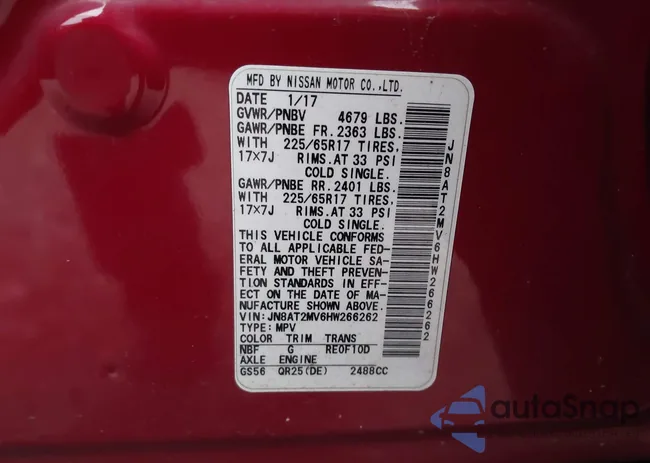 MFD BY NISSAN MOTOR CO.,LTD.
DATE 1/17
GVWR/PNBV 4679 LBS.
GAWR/PNBE FR. 2363 LBS.
WITH 225/65R17 TIRES,
17×7J RIMS.AT 33 PSI
COLD SINGLE.
GAWR/PNBE RR. 2401 LBS.
WITH 225/65R17 TIRES,
17×7J RIMS.AT 33 PSI
COLD SINGLE.
THIS VEHICLE CONFORMS
TO ALL APPLICABLE FED-
ERAL MOTOR VEHICLE SA-
FETY AND THEFT PREVEN-
TION STANDARDS IN EFF-
ECT ON THE DATE OF MA-
NUFACTURE SHOWN ABOVE.
VIN:JN8AT2MV6HW266262
TYPE:MPV
COLOR TRIM TRANS
NBF G RE0F10D
AXLE ENGINE
GS56 QR25(DE) 2488CC
JN8AT2MV6HW266262
autoSnap